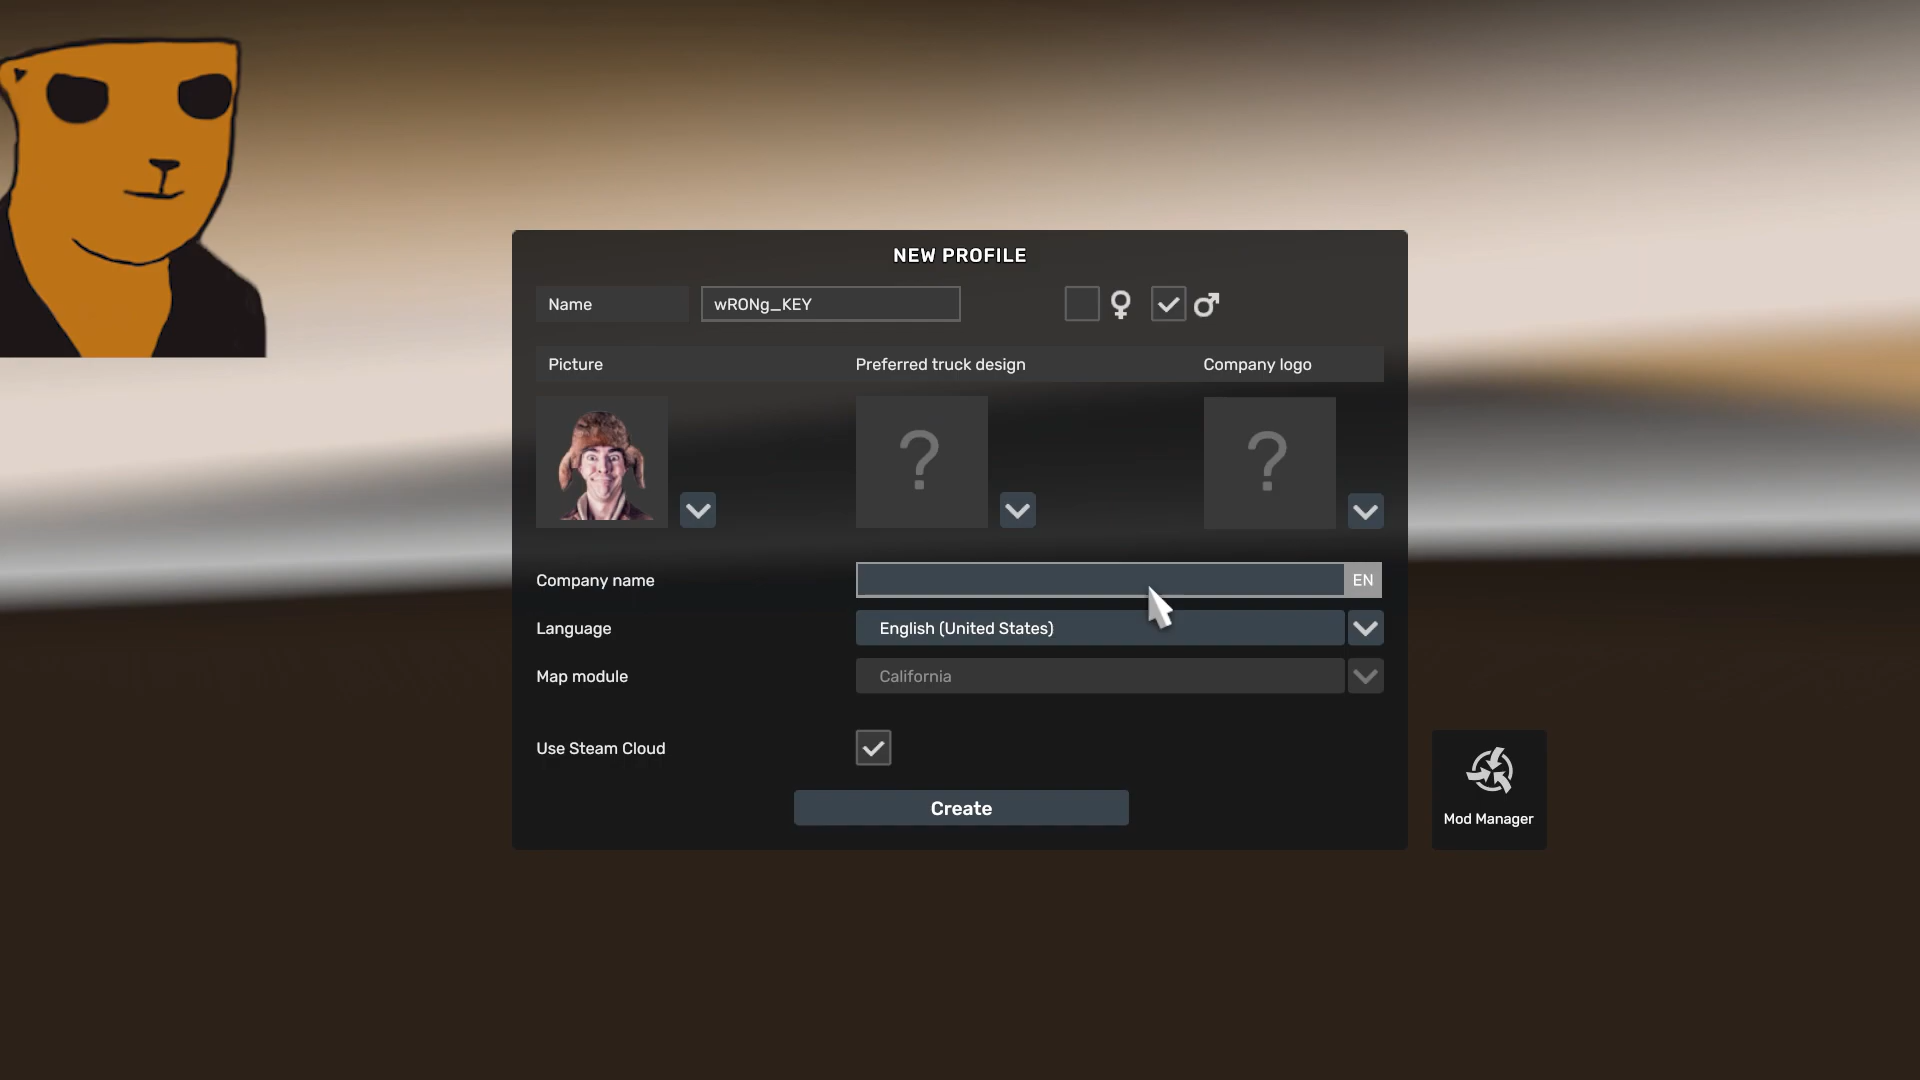 NEW PROFILE
Name
wRONg_KEY
Picture
Preferred truck design
Company logo
?
?
Company name
EN
Language
English (United States)
Map module
California
Use Steam Cloud
Create
Mod Manager